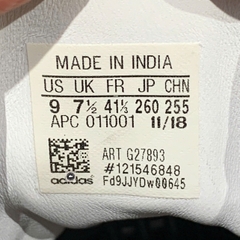 MADE IN INDIA
US UK FR JP CHN
9 7½ 41⅓ 260 255
APC 011001 11/18
ART G27893
#121546848
adidas Fd9JJYDw00645